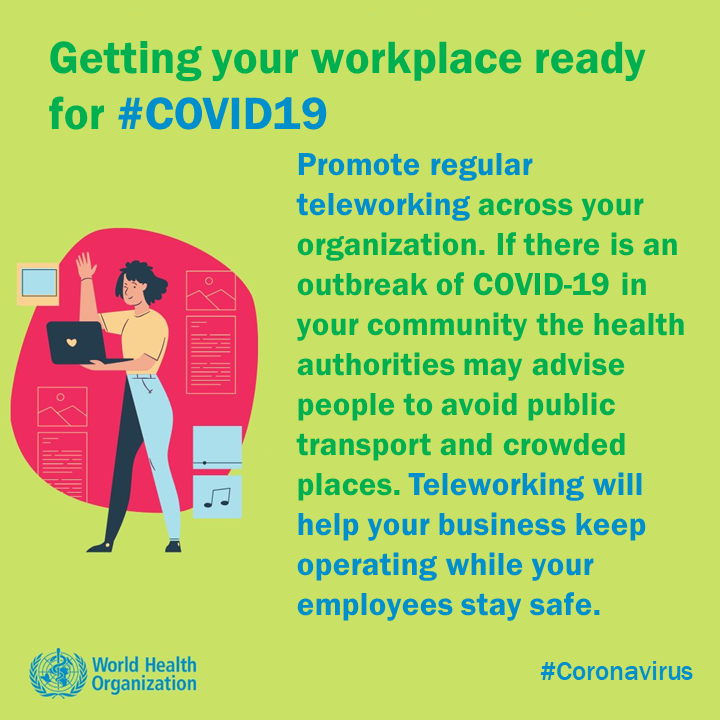 Getting your workplace ready
for #COVID19
Promote regular
teleworking across your
organization. If there is an
outbreak of COVID-19 in
your community the health
authorities may advise
people to avoid public
transport and crowded
places. Teleworking will
help your business keep
operating while your
employees stay safe.
World Health
Organization
#Coronavirus